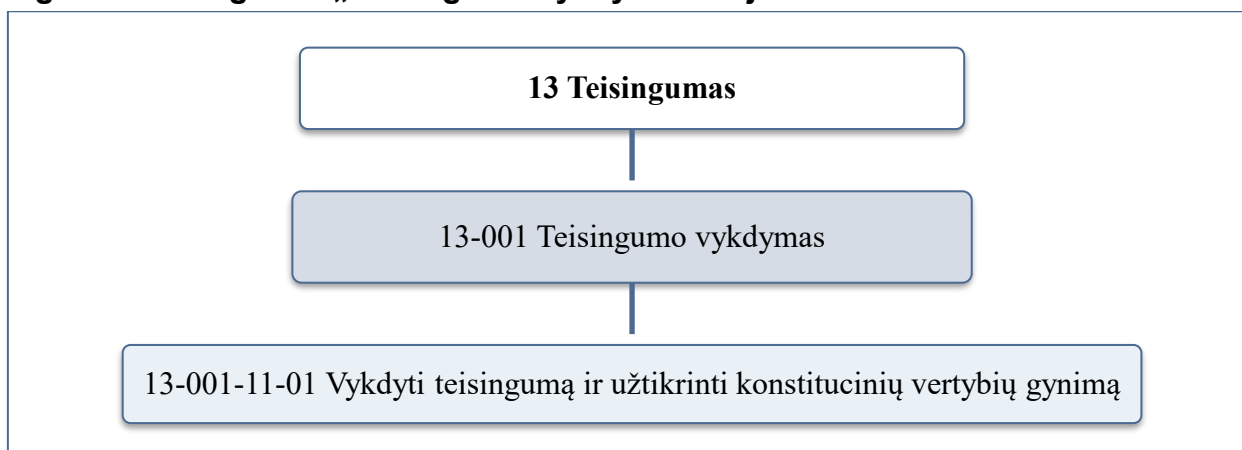 13 Teisingumas
13-001 Teisingumo vykdymas
13-001-11-01 Vykdyti teisingumą ir užtikrinti konstitucinių vertybių gynimą